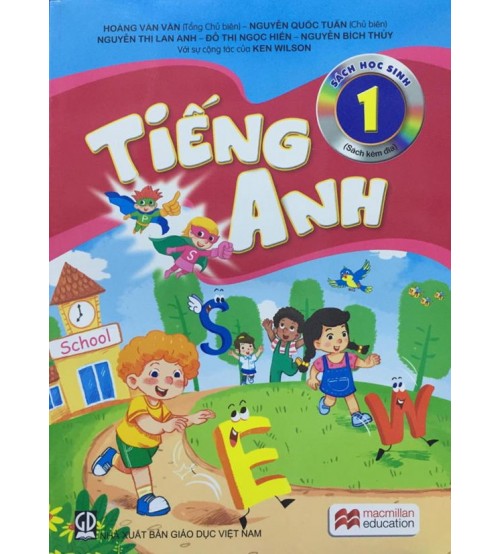 HOÀNG VĂN VÂN (Tổng Chủ biên) – NGUYỄN QUỐC TUẤN (Chủ biên)
NGUYỄN THỊ LAN ANH – ĐỖ THỊ NGỌC HIỀN – NGUYỄN BÍCH THỦY
Với sự cộng tác của KEN WILSON
SÁCH HỌC SINH
1
(Sách kèm đĩa)
TIẾNG
ANH
P
S
School
S
E
W
GD
NHÀ XUẤT BẢN GIÁO DỤC VIỆT NAM
macmillan
education